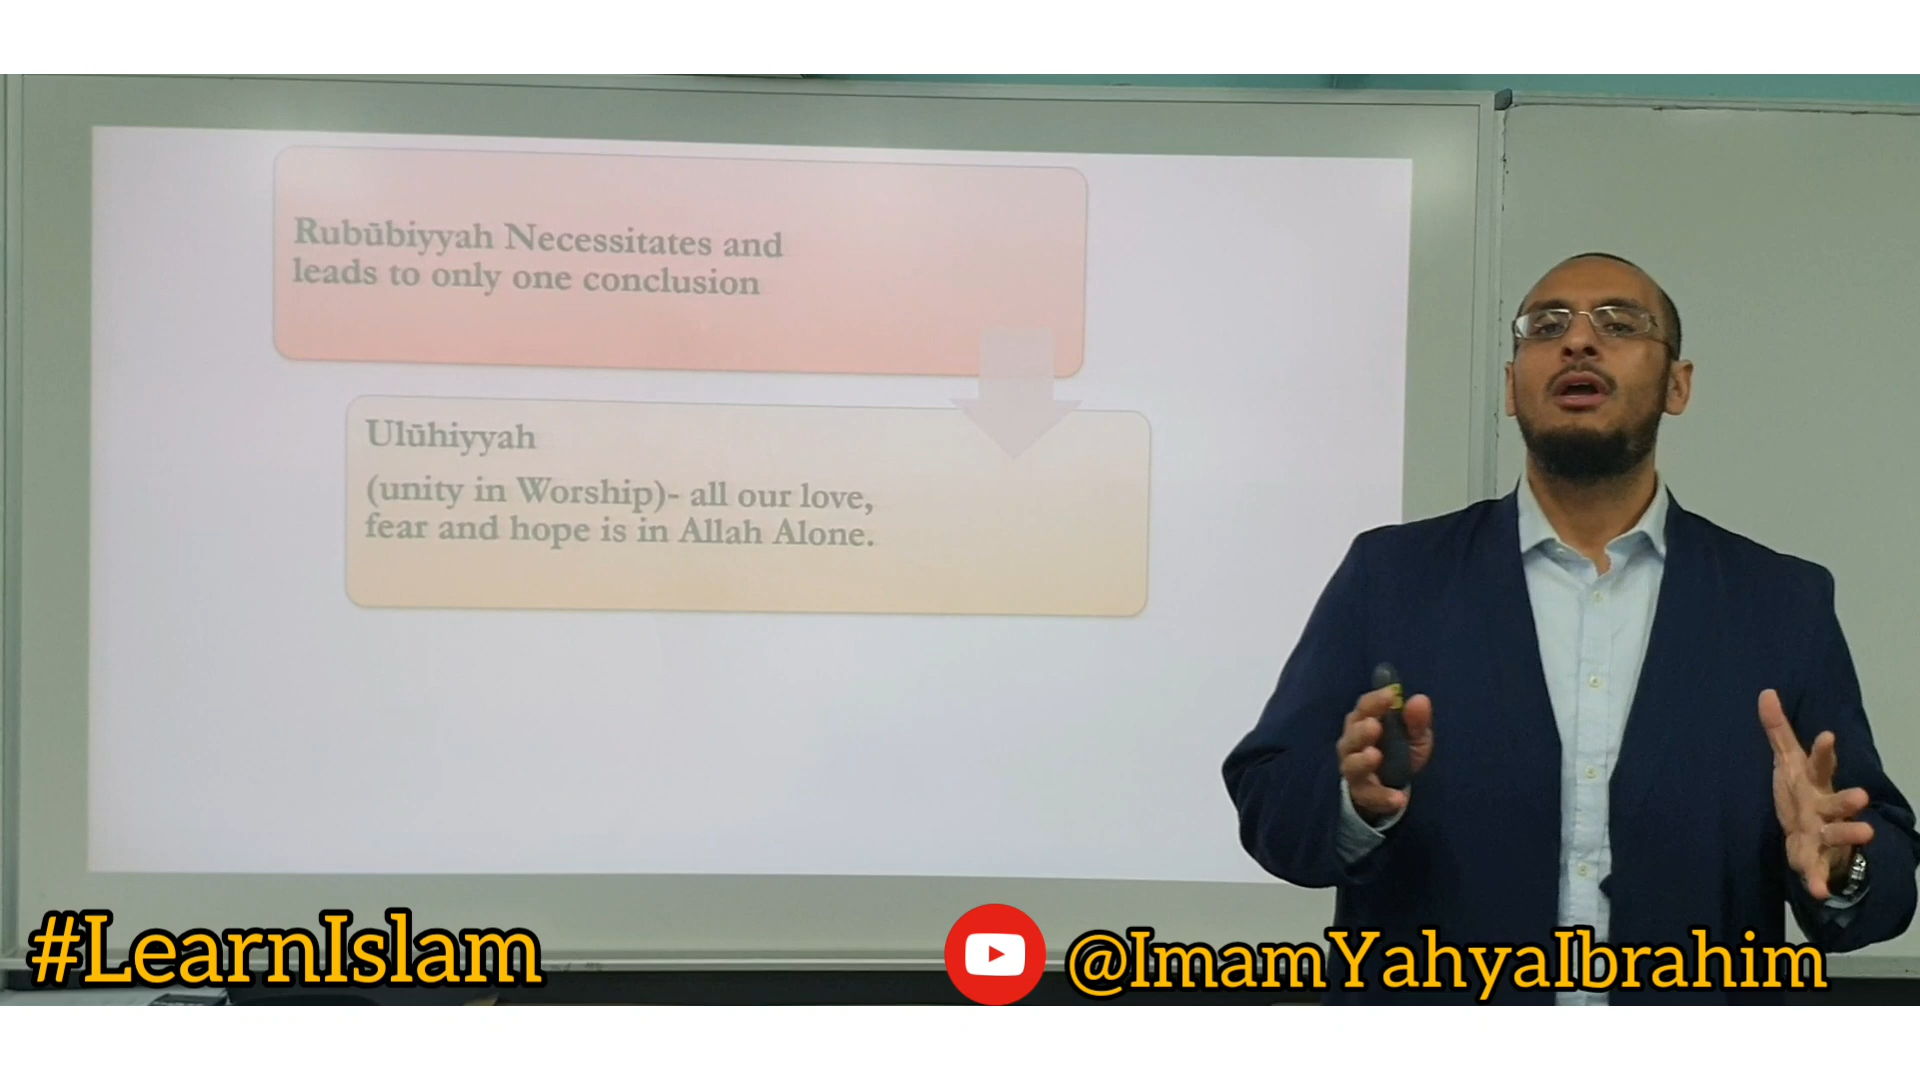 Rubūbiyyah Necessitates and
leads to only one conclusion
Ulūhiyyah
(unity in Worship)- all our love,
fear and hope is in Allah Alone.
#LearnIslam
@ImamYahyaIbrahim